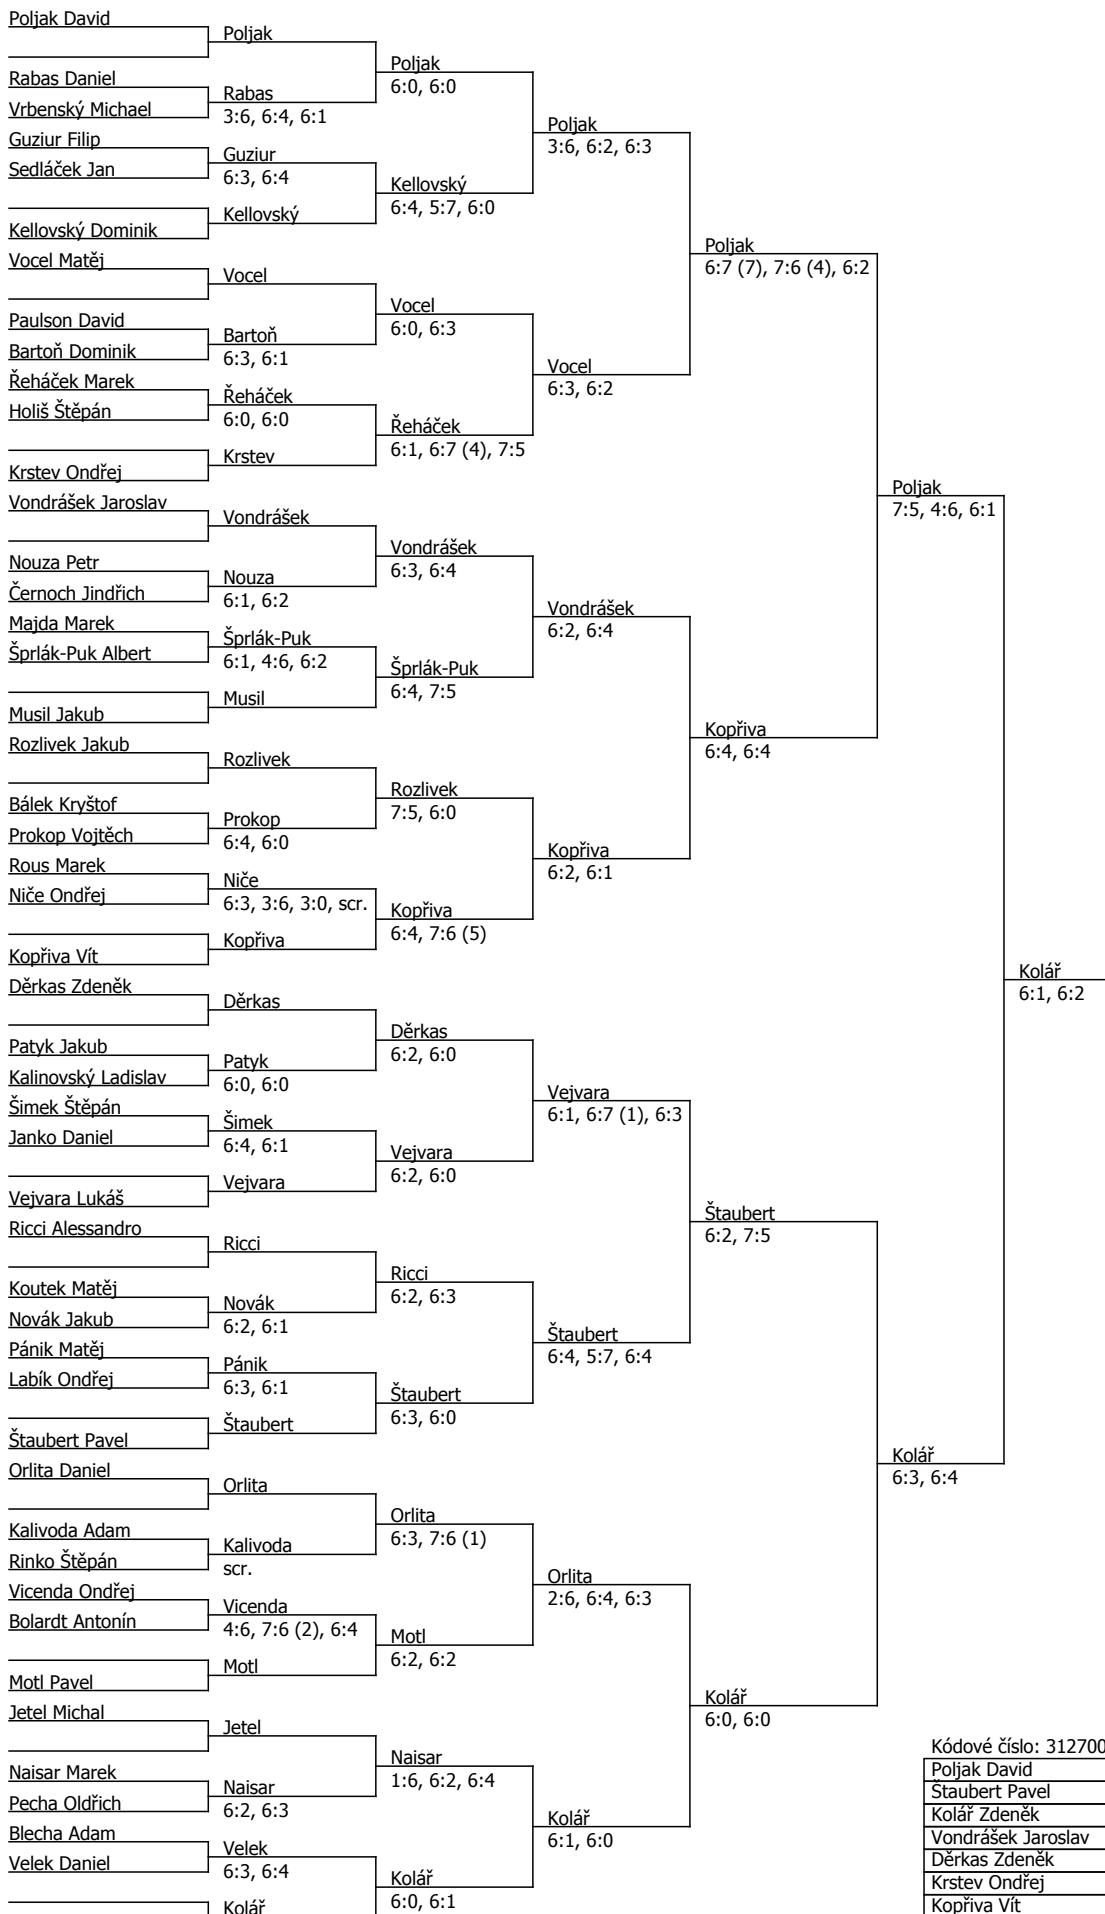 Poljak David
Rabas Daniel
Vrbenský Michael
Guziur Filip
Sedláček Jan
Kellovský Dominik
Vocel Matěj
Paulson David
Bartoň Dominik
Řeháček Marek
Holiš Štěpán
Krstev Ondřej
Vondrášek Jaroslav
Nouza Petr
Černoch Jindřich
Majda Marek
Šprlák-Puk Albert
Musil Jakub
Rozlivek Jakub
Bálek Kryštof
Prokop Vojtěch
Rous Marek
Niče Ondřej
Kopřiva Vít
Děrkas Zdeněk
Patyk Jakub
Kalinovský Ladislav
Šimek Štěpán
Janko Daniel
Vejvara Lukáš
Ricci Alessandro
Koutek Matěj
Novák Jakub
Pánik Matěj
Labík Ondřej
Štaubert Pavel
Orlita Daniel
Kalivoda Adam
Rinko Štěpán
Vicenda Ondřej
Bolardt Antonín
Motl Pavel
Jetel Michal
Naisar Marek
Pecha Oldřich
Blecha Adam
Velek Daniel
Poljak
Rabas
3:6, 6:4, 6:1
Guziur
6:3, 6:4
Kellovský
Vocel
Bartoň
6:3, 6:1
Řeháček
6:0, 6:0
Krstev
Vondrášek
Nouza
6:1, 6:2
Šprlák-Puk
6:1, 4:6, 6:2
Musil
Rozlivek
Prokop
6:4, 6:0
Niče
6:3, 3:6, 3:0, scr.
Kopřiva
Děrkas
Patyk
6:0, 6:0
Šimek
6:4, 6:1
Vejvara
Ricci
Novák
6:2, 6:1
Pánik
6:3, 6:1
Štaubert
Orlita
Kalivoda
scr.
Vicenda
4:6, 7:6 (2), 6:4
Motl
Jetel
Naisar
6:2, 6:3
Velek
6:3, 6:4
Kolář
Poljak
6:0, 6:0
Kellovský
6:4, 5:7, 6:0
Vocel
6:0, 6:3
Řeháček
6:1, 6:7 (4), 7:5
Vondrášek
6:3, 6:4
Šprlák-Puk
6:4, 7:5
Rozlivek
7:5, 6:0
Kopřiva
6:4, 7:6 (5)
Děrkas
6:2, 6:0
Vejvara
6:2, 6:0
Ricci
6:2, 6:3
Štaubert
6:3, 6:0
Orlita
6:3, 7:6 (1)
Motl
6:2, 6:2
Naisar
1:6, 6:2, 6:4
Kolář
6:0, 6:1
Poljak
3:6, 6:2, 6:3
Vocel
6:3, 6:2
Vondrášek
6:2, 6:4
Kopřiva
6:2, 6:1
Vejvara
6:1, 6:7 (1), 6:3
Štaubert
6:4, 5:7, 6:4
Orlita
2:6, 6:4, 6:3
Kolář
6:1, 6:0
Poljak
6:7 (7), 7:6 (4), 6:2
Kopřiva
6:4, 6:4
Štaubert
6:2, 7:5
Kolář
6:0, 6:0
Poljak
7:5, 4:6, 6:1
Kolář
6:3, 6:4
Kolář
6:1, 6:2
Kódové číslo: 312700
Poljak David
Štaubert Pavel
Kolář Zdeněk
Vondrášek Jaroslav
Děrkas Zdeněk
Krstev Ondřej
Kopřiva Vít